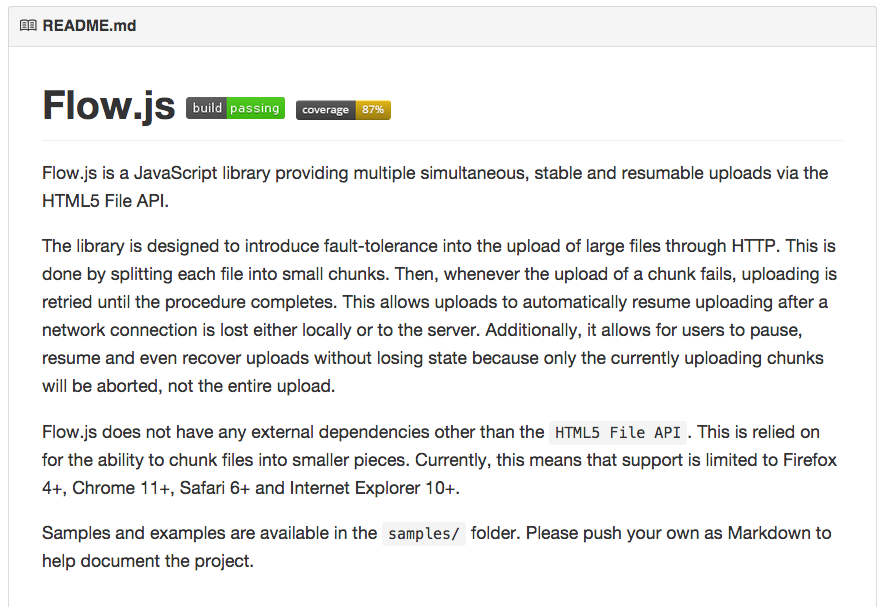 README.md
Flow.js build passing coverage 87%
Flow.js is a JavaScript library providing multiple simultaneous, stable and resumable uploads via the
HTML5 File API.
The library is designed to introduce fault-tolerance into the upload of large files through HTTP. This is
done by splitting each file into small chunks. Then, whenever the upload of a chunk fails, uploading is
retried until the procedure completes. This allows uploads to automatically resume uploading after a
network connection is lost either locally or to the server. Additionally, it allows for users to pause,
resume and even recover uploads without losing state because only the currently uploading chunks
will be aborted, not the entire upload.
Flow.js does not have any external dependencies other than the HTML5 File API. This is relied on
for the ability to chunk files into smaller pieces. Currently, this means that support is limited to Firefox
4+, Chrome 11+, Safari 6+ and Internet Explorer 10+.
Samples and examples are available in the samples/ folder. Please push your own as Markdown to
help document the project.